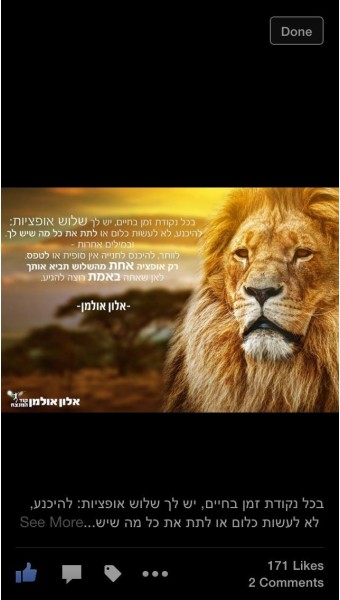 Done
בכל נקודת זמן בחיים, יש לך שלוש אופציות:
להיכנע, לא לעשות כלום או לתת את כל מה שיש לך.
ובמילים אחרות -
לוותר, להיכנס לחנייה אין סופית או לטפס.
רק אופציה אחת מהשלוש תביא אותך
לאן שאתה באמת רוצה להגיע.
-אלון אולמן-
אלון אולמן קוד
המנצח
בכל נקודת זמן בחיים, יש לך שלוש אופציות: להיכנע,
לא לעשות כלום או לתת את כל מה שיש...See More
171 Likes
2 Comments